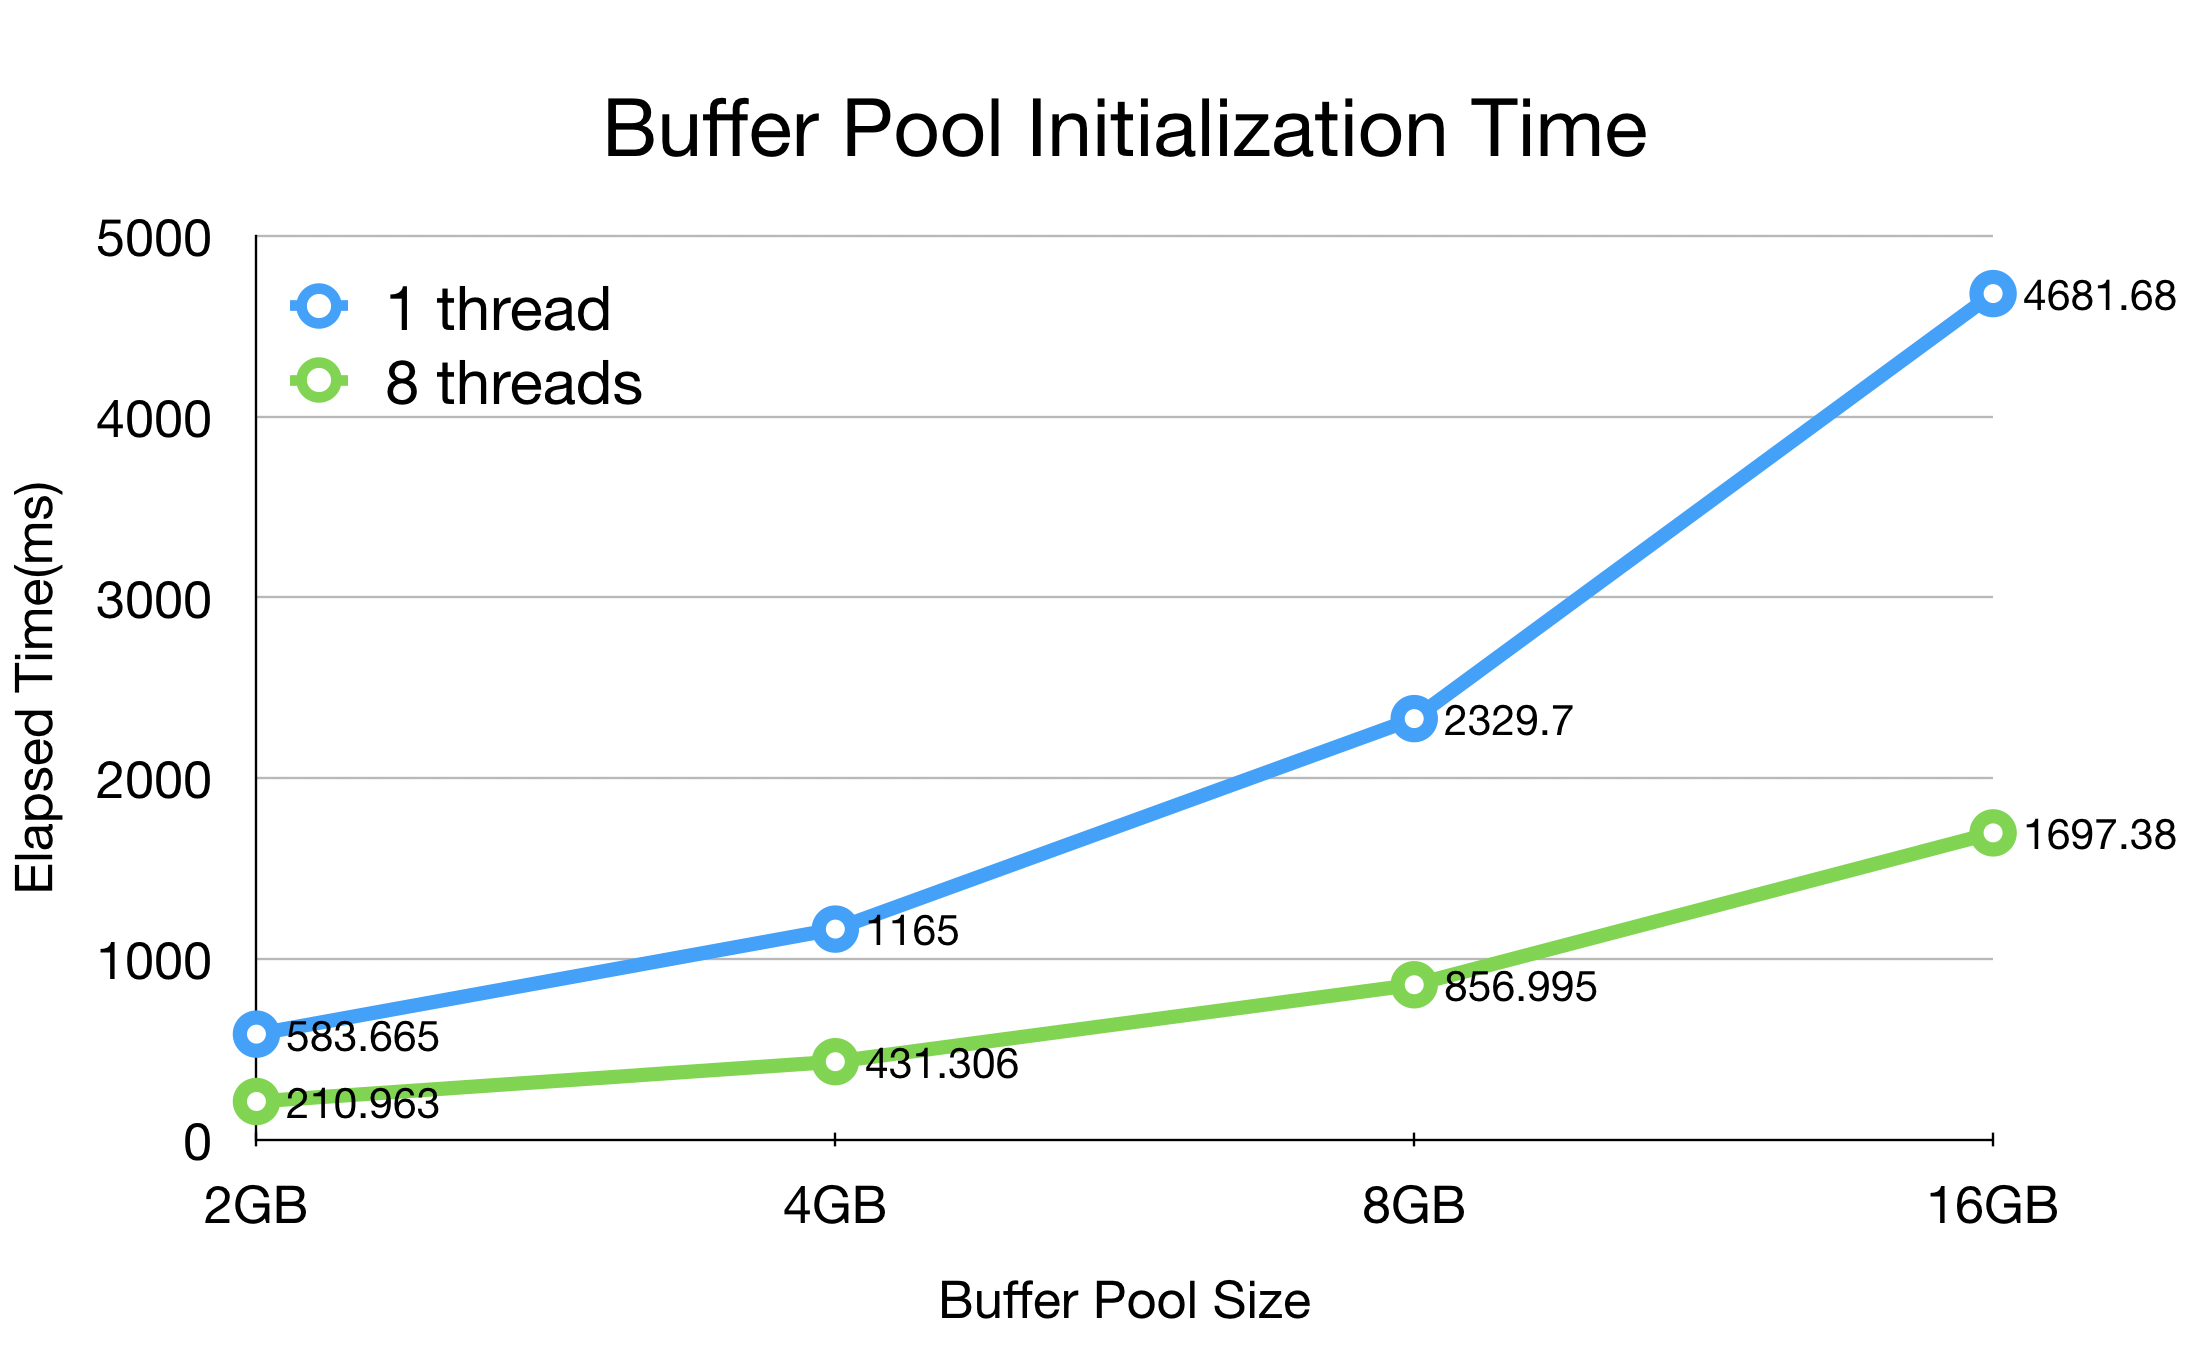 Buffer Pool Initialization Time
5000
4000
3000
2000
1000
0
Elapsed Time(ms)
1 thread
8 threads
4681.68
2329.7
1697.38
1165
856.995
583.665
431.306
210.963
2GB
4GB
8GB
16GB
Buffer Pool Size